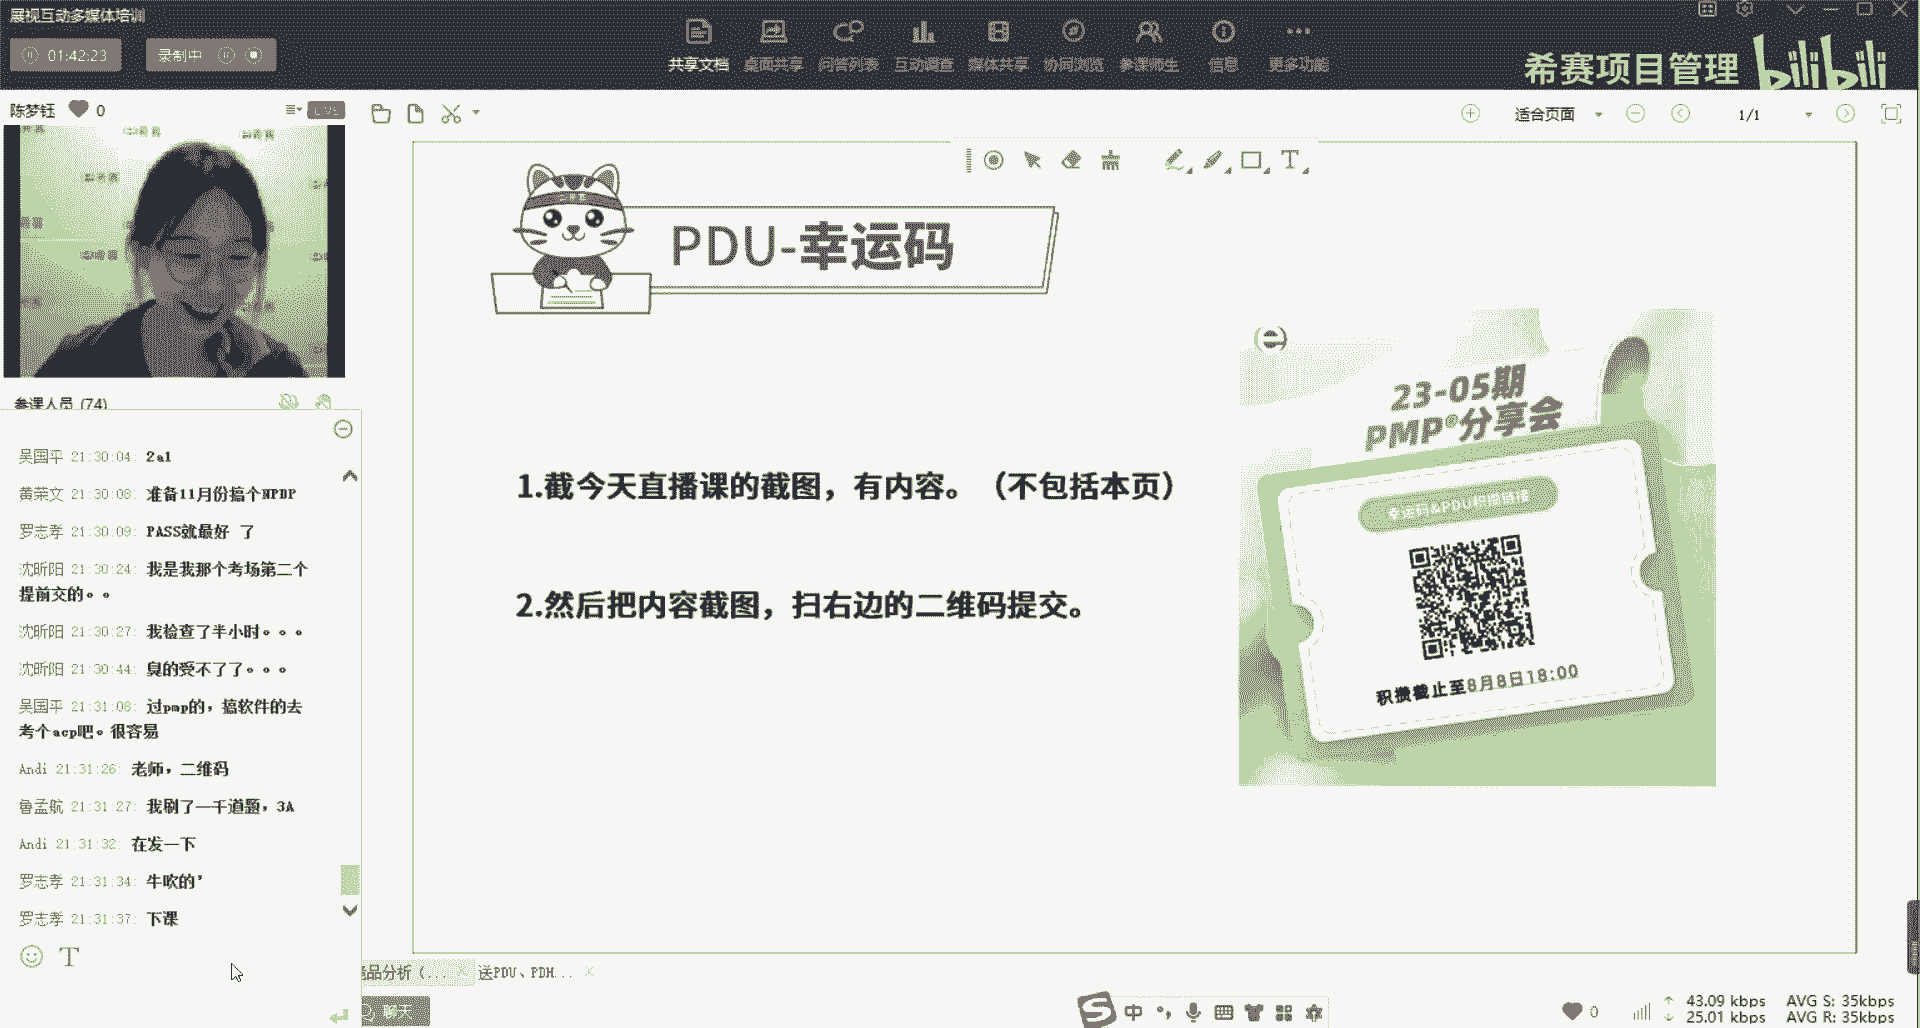 展视互动多媒体培训
01:42:23
录制中
共享文档
桌面共享
问答列表
互动调查
媒体共享
协同浏览
参课师生
信息
更多功能
希赛项目管理
bilibili
陈梦钰
0
LIVE
适合页面
1/1
参课人员 (74)
吴国平 21:30:04: 2a1
黄荣文 21:30:08: 准备11月份搞个NPDP
罗志孝 21:30:09: PASS就最好 了
沈昕阳 21:30:24: 我是我那个考场第二个
提前交的。。
沈昕阳 21:30:27: 我检查了半小时。。。
沈昕阳 21:30:44: 臭的受不了了。。。
吴国平 21:31:08: 过pmp的，搞软件的去
考个acp吧。很容易
Andi 21:31:26: 老师，二维码
鲁孟航 21:31:27: 我刷了一千道题，3A
Andi 21:31:32: 在发一下
罗志孝 21:31:34: 牛吹的'
罗志孝 21:31:37: 下课
T
PDU-幸运码
1.截今天直播课的截图，有内容。（不包括本页）
2.然后把内容截图，扫右边的二维码提交。
23-05期
PMP®分享会
幸运码&PDU积攒链接
积攒截止至8月8日18:00
竞品分析（...
送PDU、PDH...
聊天
中
0
43.09 kbps
AVG S: 35kbps
25.01 kbps
AVG R: 35kbps